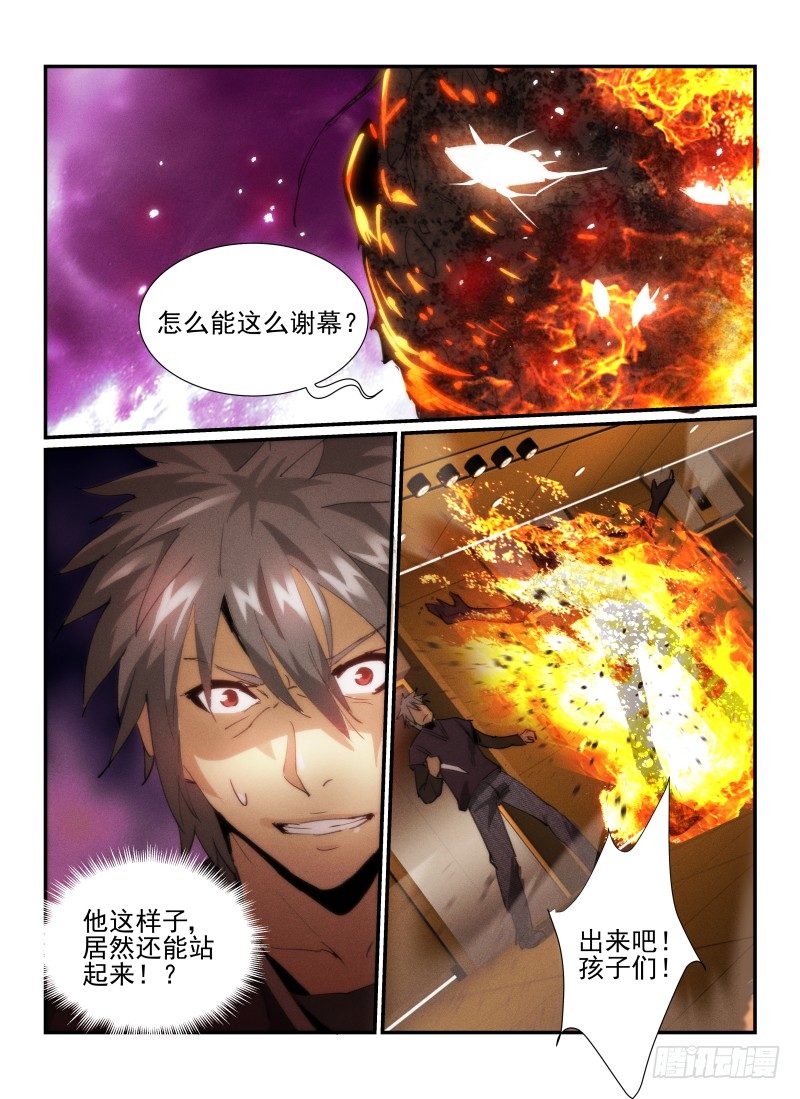 怎么能这么谢幕？
他这样子，
居然还能站
起来！？
出来吧！
孩子们！
腾讯动漫